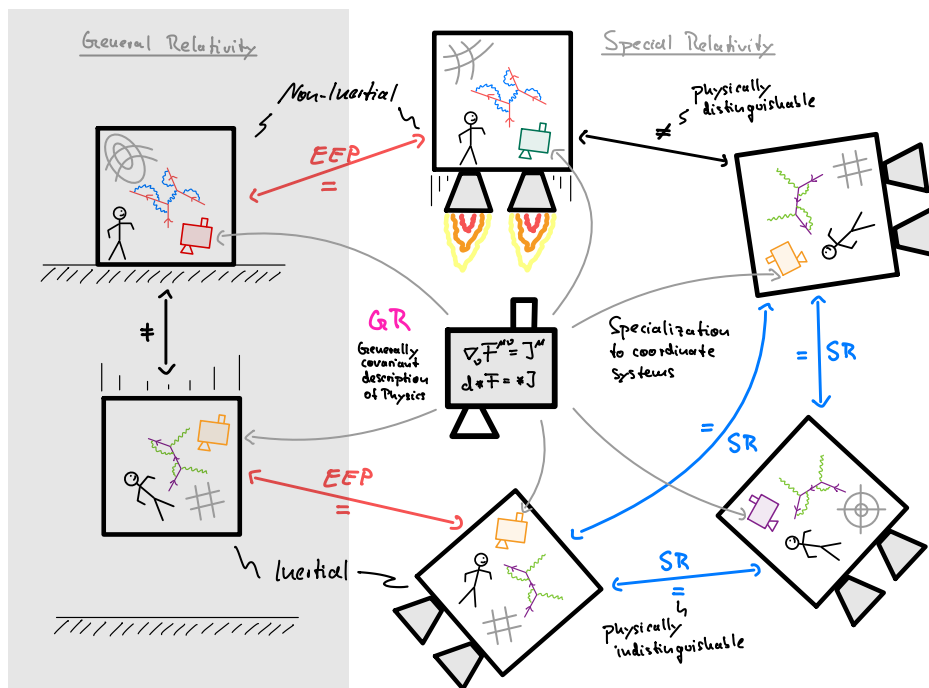 General Relativity
Special Relativity
Non-Inertial
physically
distinguishable
≠
EEP
=
≠
GR
Generally
covariant
description
of Physics
∇ᵥ F^μν = J^μ
d*F = *J
Specialization
to coordinate
systems
= SR
=
SR
EEP
=
Inertial
SR
=
physically
indistinguishable